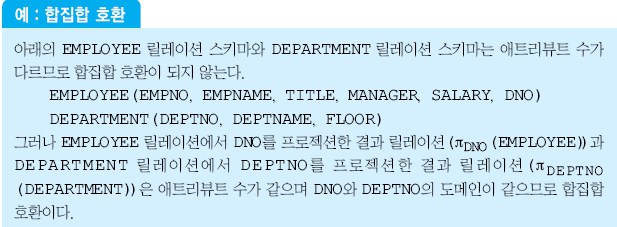 예 : 합집합 호환
아래의 EMPLOYEE 릴레이션 스키마와 DEPARTMENT 릴레이션 스키마는 애트리뷰트 수가
다르므로 합집합 호환이 되지 않는다.
EMPLOYEE(EMPNO, EMPNAME, TITLE, MANAGER, SALARY, DNO)
DEPARTMENT(DEPTNO, DEPTNAME, FLOOR)
그러나 EMPLOYEE 릴레이션에서 DNO를 프로젝션한 결과 릴레이션(πDNO(EMPLOYEE))과
DEPARTMENT 릴레이션에서 DEPTNO를 프로젝션한 결과 릴레이션(πDEPTNO
(DEPARTMENT))은 애트리뷰트 수가 같으며 DNO와 DEPTNO의 도메인이 같으므로 합집합
호환이다.